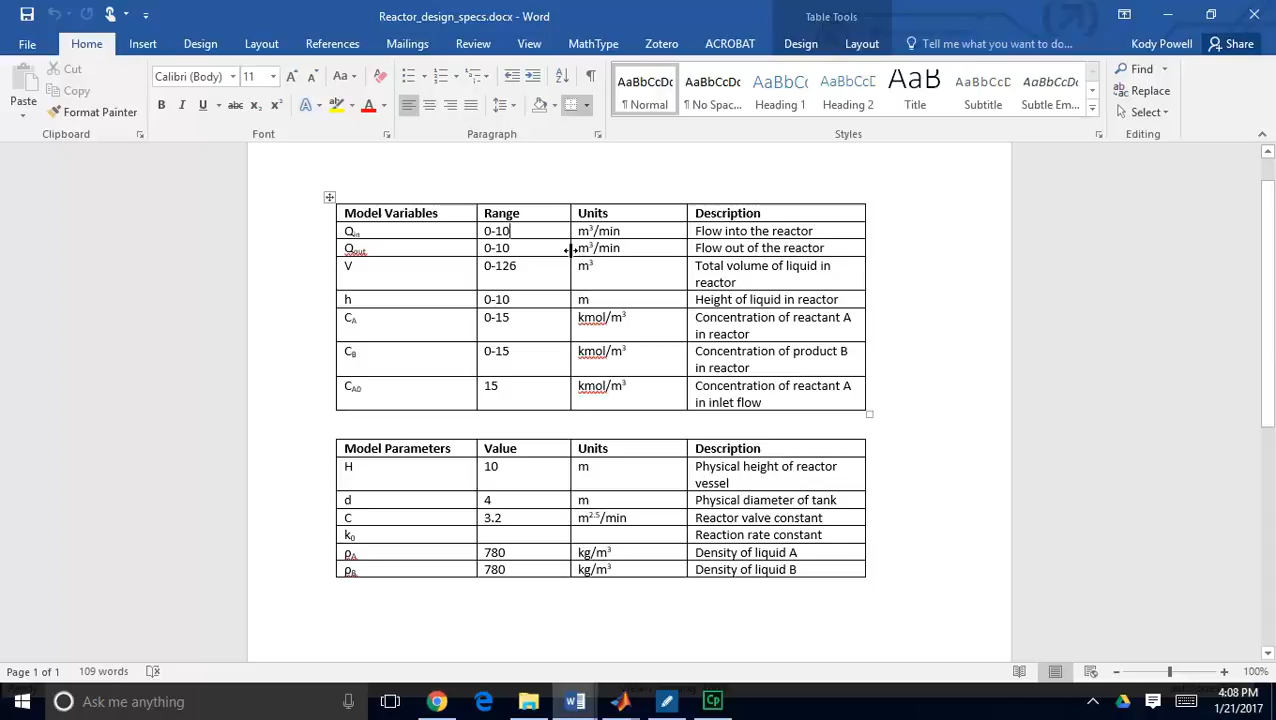 Reactor_design_specs.docx - Word
Table Tools
File Home Insert Design Layout References Mailings Review View MathType Zotero ACROBAT Design Layout Tell me what you want to do... Kody Powell Share
Paste
Cut
Copy
Format Painter
Clipboard
Calibri (Body) 11
Font
Paragraph
AaBbCcDc ¶ Normal
AaBbCcDc ¶ No Spac...
AaBbCc Heading 1
AaBbCcD Heading 2
AaB Title
AaBbCcD Subtitle
AaBbCcDc Subtle Em...
Styles
Find
Replace
Select
Editing
Model Variables Range Units Description
Qin 0-10 m³/min Flow into the reactor
Qout 0-10 m³/min Flow out of the reactor
V 0-126 m³ Total volume of liquid in
reactor
h 0-10 m Height of liquid in reactor
CA 0-15 kmol/m³ Concentration of reactant A
in reactor
CB 0-15 kmol/m³ Concentration of product B
in reactor
CA0 15 kmol/m³ Concentration of reactant A
in inlet flow
Model Parameters Value Units Description
H 10 m Physical height of reactor
vessel
d 4 m Physical diameter of tank
C 3.2 m2.5/min Reactor valve constant
k0 Reaction rate constant
ρA 780 kg/m³ Density of liquid A
ρB 780 kg/m³ Density of liquid B
Page 1 of 1 109 words 100%
Ask me anything
4:08 PM
1/21/2017